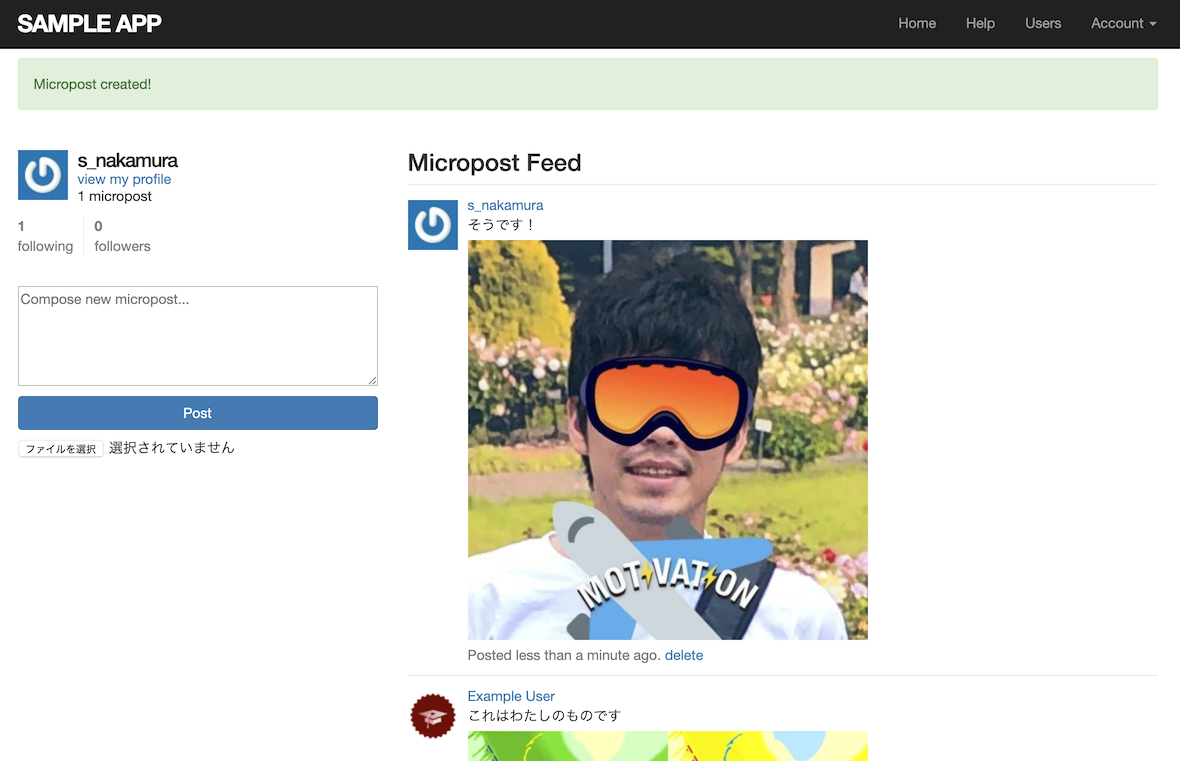 SAMPLE APP
Home Help Users Account
Micropost created!
s_nakamura
view my profile
1 micropost
1 0
following followers
Compose new micropost...
Post
ファイルを選択 選択されていません
Micropost Feed
s_nakamura
そうです！
MOTIVATION
Posted less than a minute ago. delete
Example User
これはわたしのものです